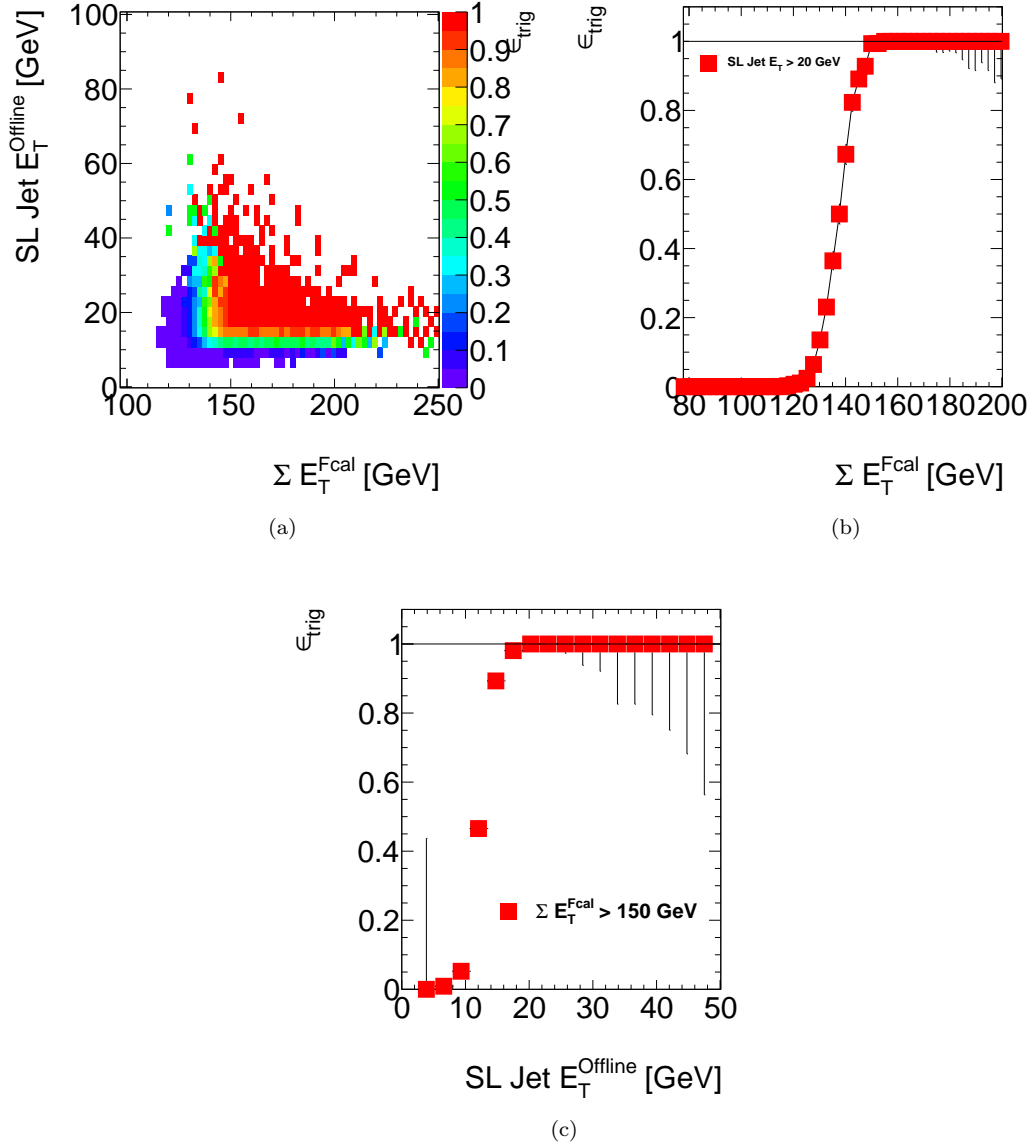 100
80
60
40
20
0
SL Jet E_T^Offline [GeV]
100 150 200 250
Σ E_T^Fcal [GeV]
1
0.9
0.8
0.7
0.6
0.5
0.4
0.3
0.2
0.1
0
ϵ_trig
(a)
ϵ_trig
1
0.8
0.6
0.4
0.2
0
SL Jet E_T > 20 GeV
80 100 120 140 160 180 200
Σ E_T^Fcal [GeV]
(b)
ϵ_trig
1
0.8
0.6
0.4
0.2
0
Σ E_T^Fcal > 150 GeV
0 10 20 30 40 50
SL Jet E_T^Offline [GeV]
(c)